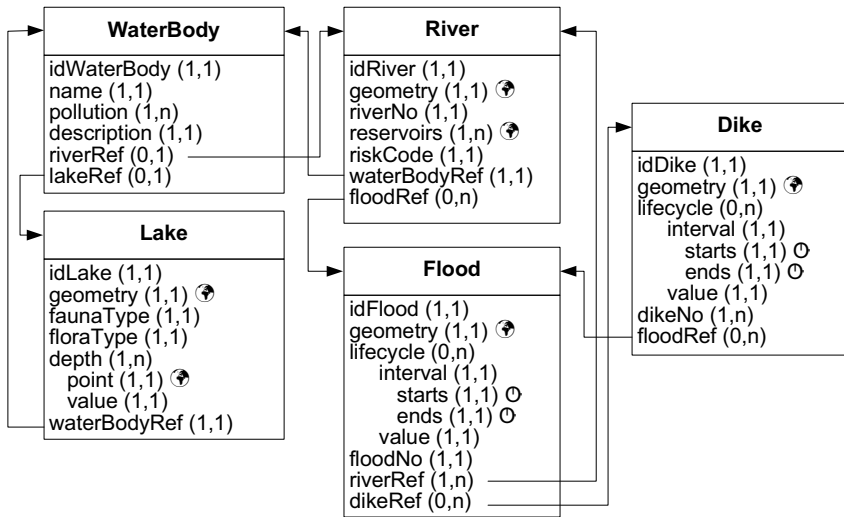 WaterBody
idWaterBody (1,1)
name (1,1)
pollution (1,n)
description (1,1)
riverRef (0,1)
lakeRef (0,1)
Lake
idLake (1,1)
geometry (1,1)
faunaType (1,1)
floraType (1,1)
depth (1,n)
point (1,1)
value (1,1)
waterBodyRef (1,1)
River
idRiver (1,1)
geometry (1,1)
riverNo (1,1)
reservoirs (1,n)
riskCode (1,1)
waterBodyRef (1,1)
floodRef (0,n)
Flood
idFlood (1,1)
geometry (1,1)
lifecycle (0,n)
interval (1,1)
starts (1,1)
ends (1,1)
value (1,1)
floodNo (1,1)
riverRef (1,n)
dikeRef (0,n)
Dike
idDike (1,1)
geometry (1,1)
lifecycle (0,n)
interval (1,1)
starts (1,1)
ends (1,1)
value (1,1)
dikeNo (1,n)
floodRef (0,n)